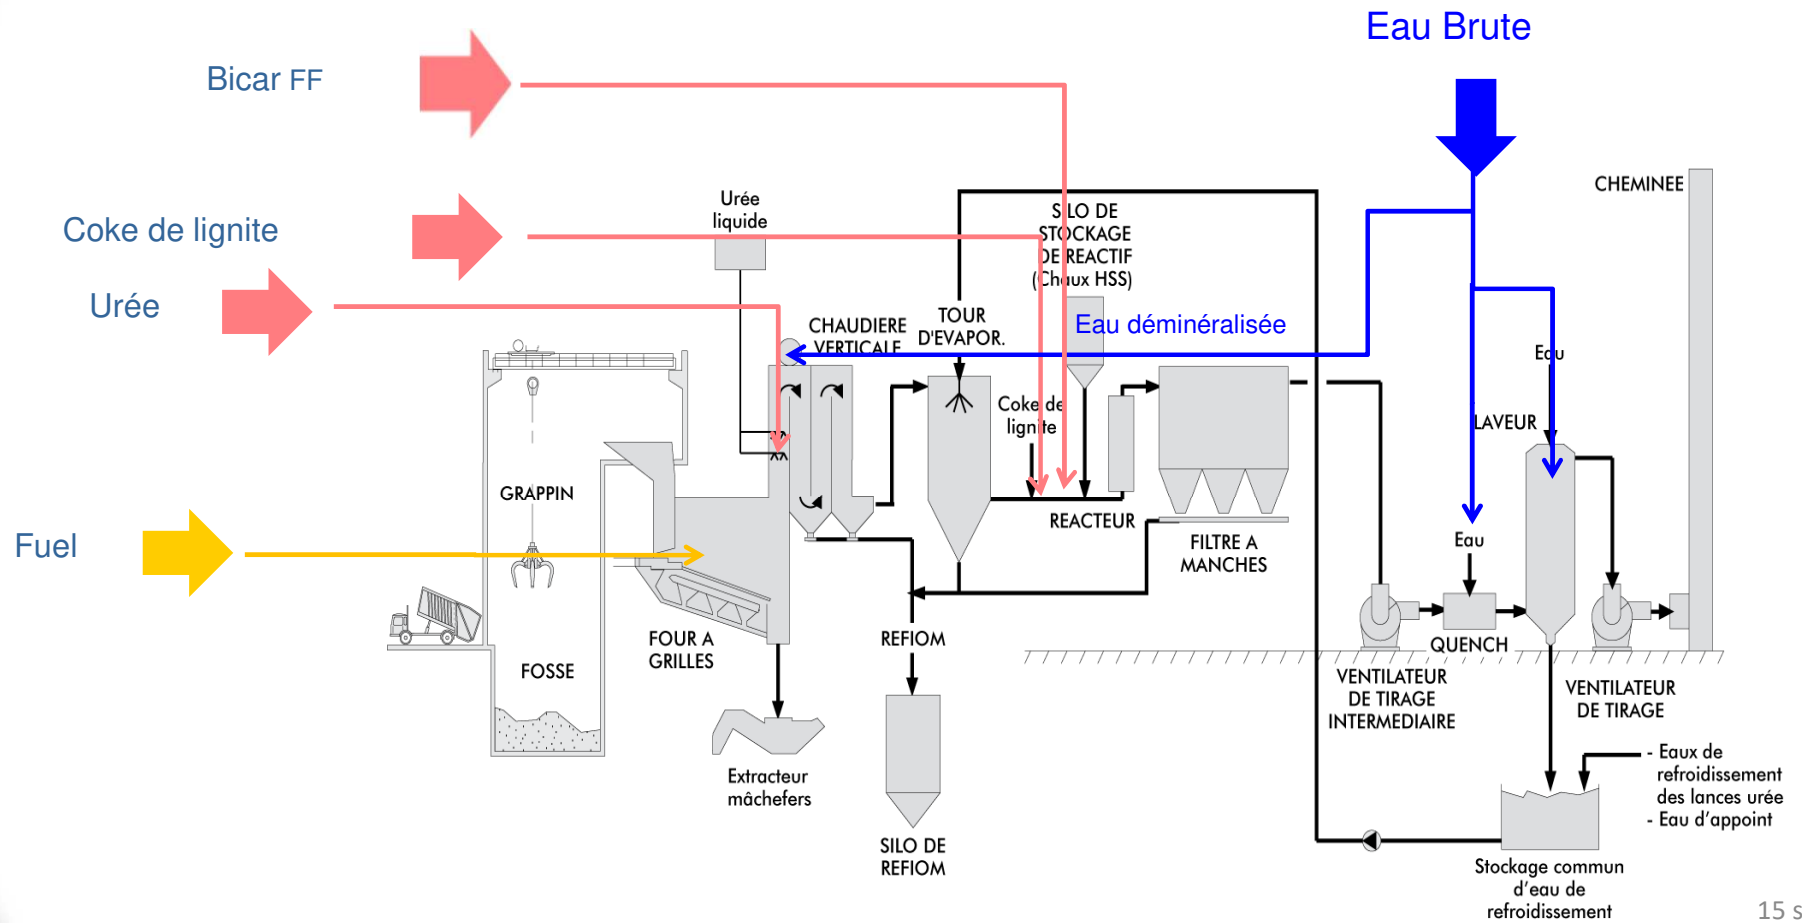 Eau Brute
Bicar FF
Coke de lignite
Urée
Fuel
Urée
liquide
SILO DE
STOCKAGE
DE REACTIF
(Chaux HSS)
CHEMINEE
CHAUDIERE
VERTICALE
TOUR
D'EVAPOR.
Eau déminéralisée
Eau
Coke de
lignite
LAVEUR
GRAPPIN
REACTEUR
FILTRE A
MANCHES
Eau
FOUR A
GRILLES
REFIOM
QUENCH
FOSSE
VENTILATEUR
DE TIRAGE
INTERMEDIAIRE
VENTILATEUR
DE TIRAGE
Extracteur
mâchefers
- Eaux de
refroidissement
des lances urée
- Eau d'appoint
SILO DE
REFIOM
Stockage commun
d'eau de
refroidissement
15 s